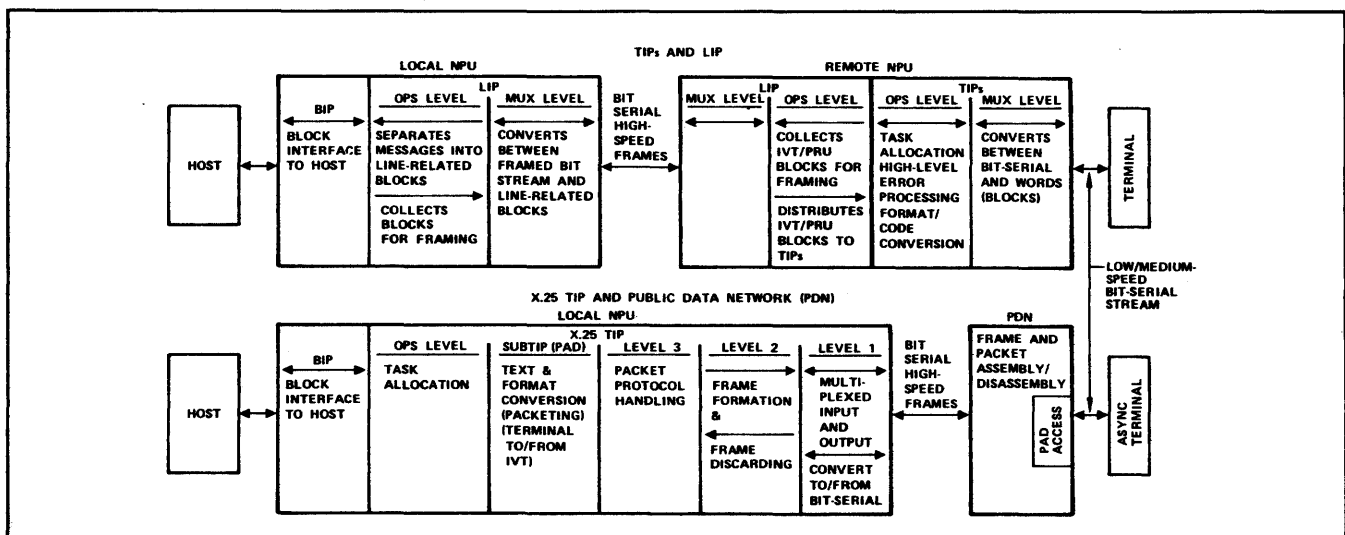 TIPs AND LIP
LOCAL NPU
REMOTE NPU
HOST
BIP
BLOCK
INTERFACE
TO HOST
LIP
OPS LEVEL
SEPARATES
MESSAGES INTO
LINE-RELATED
BLOCKS
COLLECTS
BLOCKS
FOR FRAMING
MUX LEVEL
CONVERTS
BETWEEN
FRAMED BIT
STREAM AND
LINE-RELATED
BLOCKS
BIT
SERIAL
HIGH-
SPEED
FRAMES
LIP
MUX LEVEL
OPS LEVEL
COLLECTS
IVT/PRU
BLOCKS FOR
FRAMING
DISTRIBUTES
IVT/PRU
BLOCKS TO
TIPs
TIPs
OPS LEVEL
TASK
ALLOCATION
HIGH-LEVEL
ERROR
PROCESSING
FORMAT/
CODE
CONVERSION
MUX LEVEL
CONVERTS
BETWEEN
BIT-SERIAL
AND WORDS
(BLOCKS)
TERMINAL
LOW/MEDIUM-
SPEED
BIT-SERIAL
STREAM
X.25 TIP AND PUBLIC DATA NETWORK (PDN)
LOCAL NPU
X.25 TIP
HOST
BIP
BLOCK
INTERFACE
TO HOST
OPS LEVEL
TASK
ALLOCATION
SUBTIP (PAD)
TEXT &
FORMAT
CONVERSION
(PACKETING)
(TERMINAL
TO/FROM
IVT)
LEVEL 3
PACKET
PROTOCOL
HANDLING
LEVEL 2
FRAME
FORMATION
&
FRAME
DISCARDING
LEVEL 1
MULTI-
PLEXED
INPUT
AND
OUTPUT
CONVERT
TO/FROM
BIT-SERIAL
BIT
SERIAL
HIGH-
SPEED
FRAMES
PDN
FRAME AND
PACKET
ASSEMBLY/
DISASSEMBLY
PAD
ACCESS
ASYNC
TERMINAL